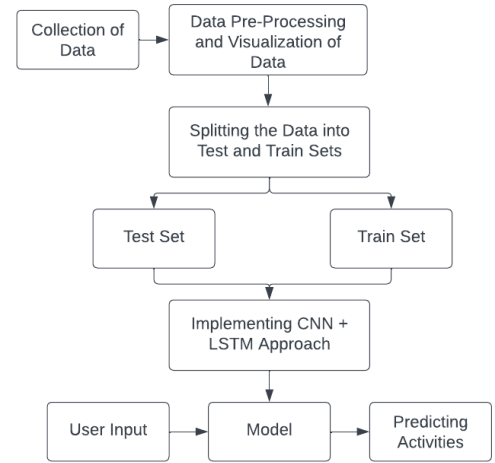 Collection of
Data
Data Pre-Processing
and Visualization of
Data
Splitting the Data into
Test and Train Sets
Test Set
Train Set
Implementing CNN +
LSTM Approach
User Input
Model
Predicting
Activities